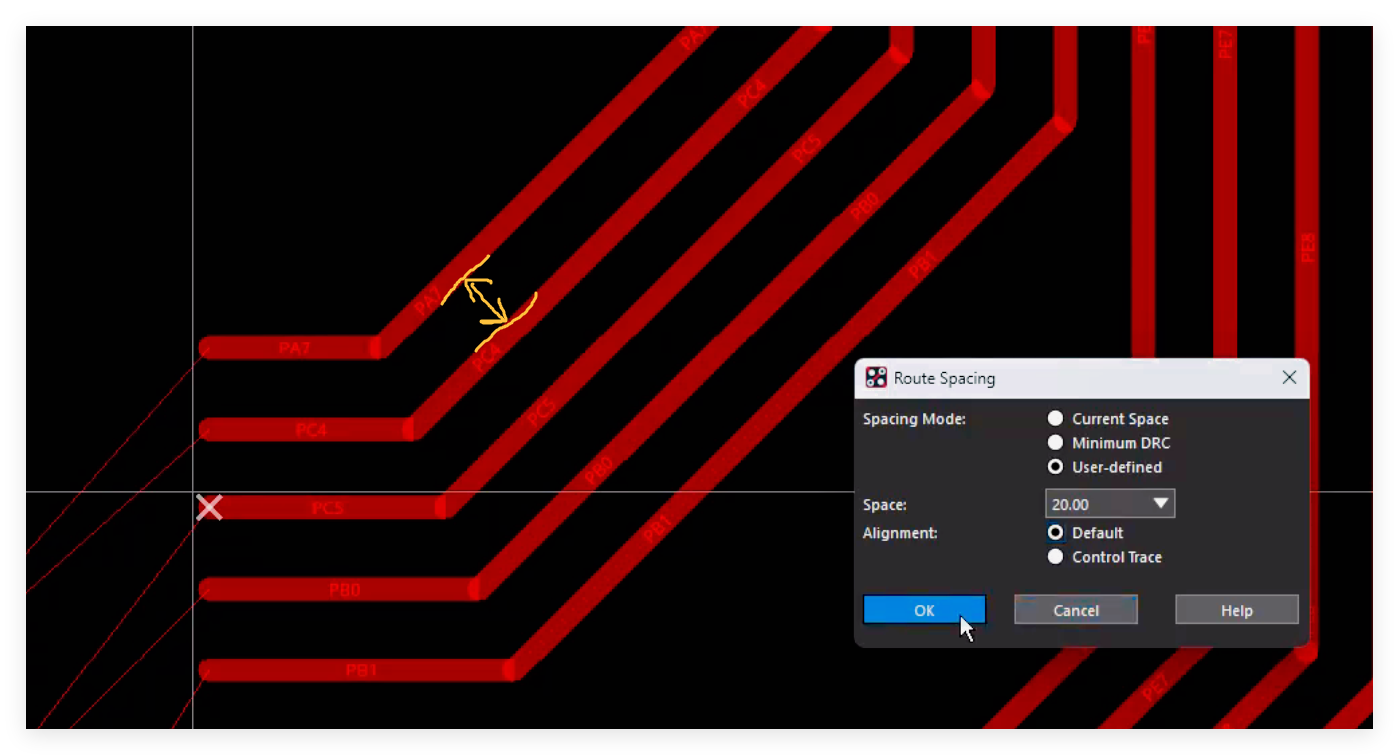 PA7
PC4
PC5
PB0
PB1
PE7
PE8
PA7
PC4
PC5
PB0
PB1
PA7
PC4
PC5
PB0
PB1
PE7
Route Spacing
Spacing Mode:
Current Space
Minimum DRC
User-defined
Space:
20.00
Alignment:
Default
Control Trace
OK
Cancel
Help